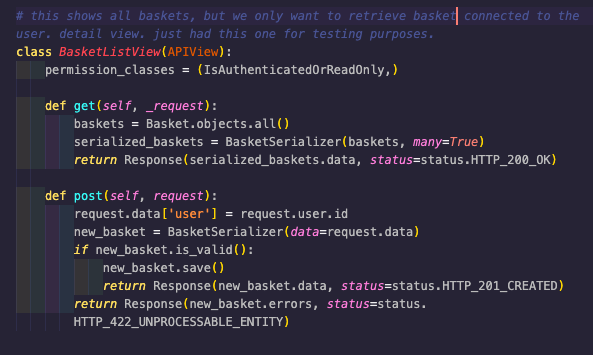 # this shows all baskets, but we only want to retrieve basket connected to the
user. detail view. just had this one for testing purposes.
class BasketListView(APIView):
    permission_classes = (IsAuthenticatedOrReadOnly,)
    def get(self, _request):
        baskets = Basket.objects.all()
        serialized_baskets = BasketSerializer(baskets, many=True)
        return Response(serialized_baskets.data, status=status.HTTP_200_OK)
    def post(self, request):
        request.data['user'] = request.user.id
        new_basket = BasketSerializer(data=request.data)
        if new_basket.is_valid():
            new_basket.save()
            return Response(new_basket.data, status=status.HTTP_201_CREATED)
        return Response(new_basket.errors, status=status.
        HTTP_422_UNPROCESSABLE_ENTITY)